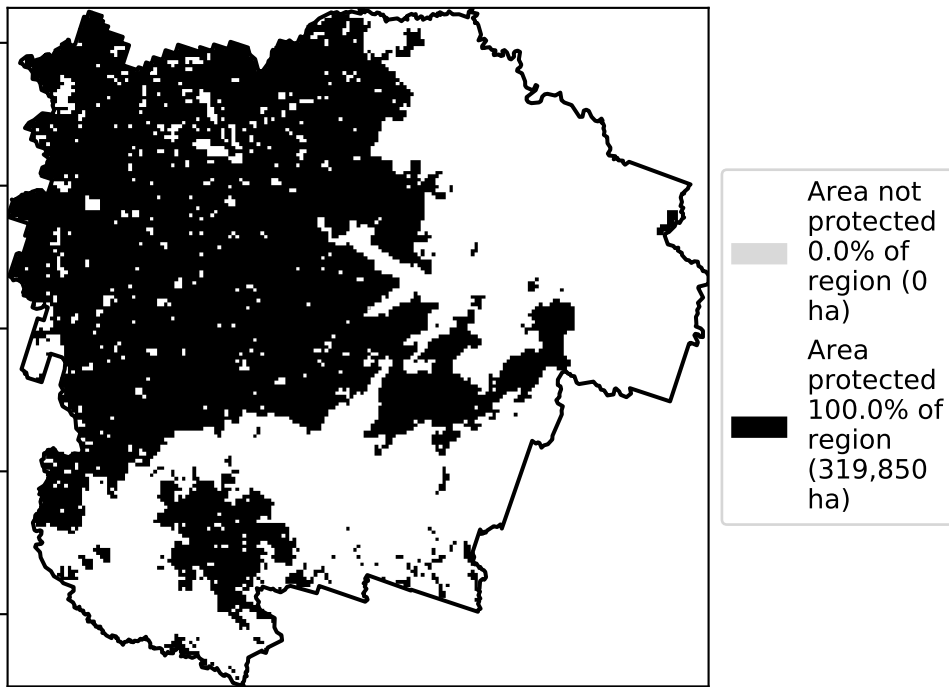 Area not
protected
0.0% of
region (0
ha)
Area
protected
100.0% of
region
(319,850
ha)